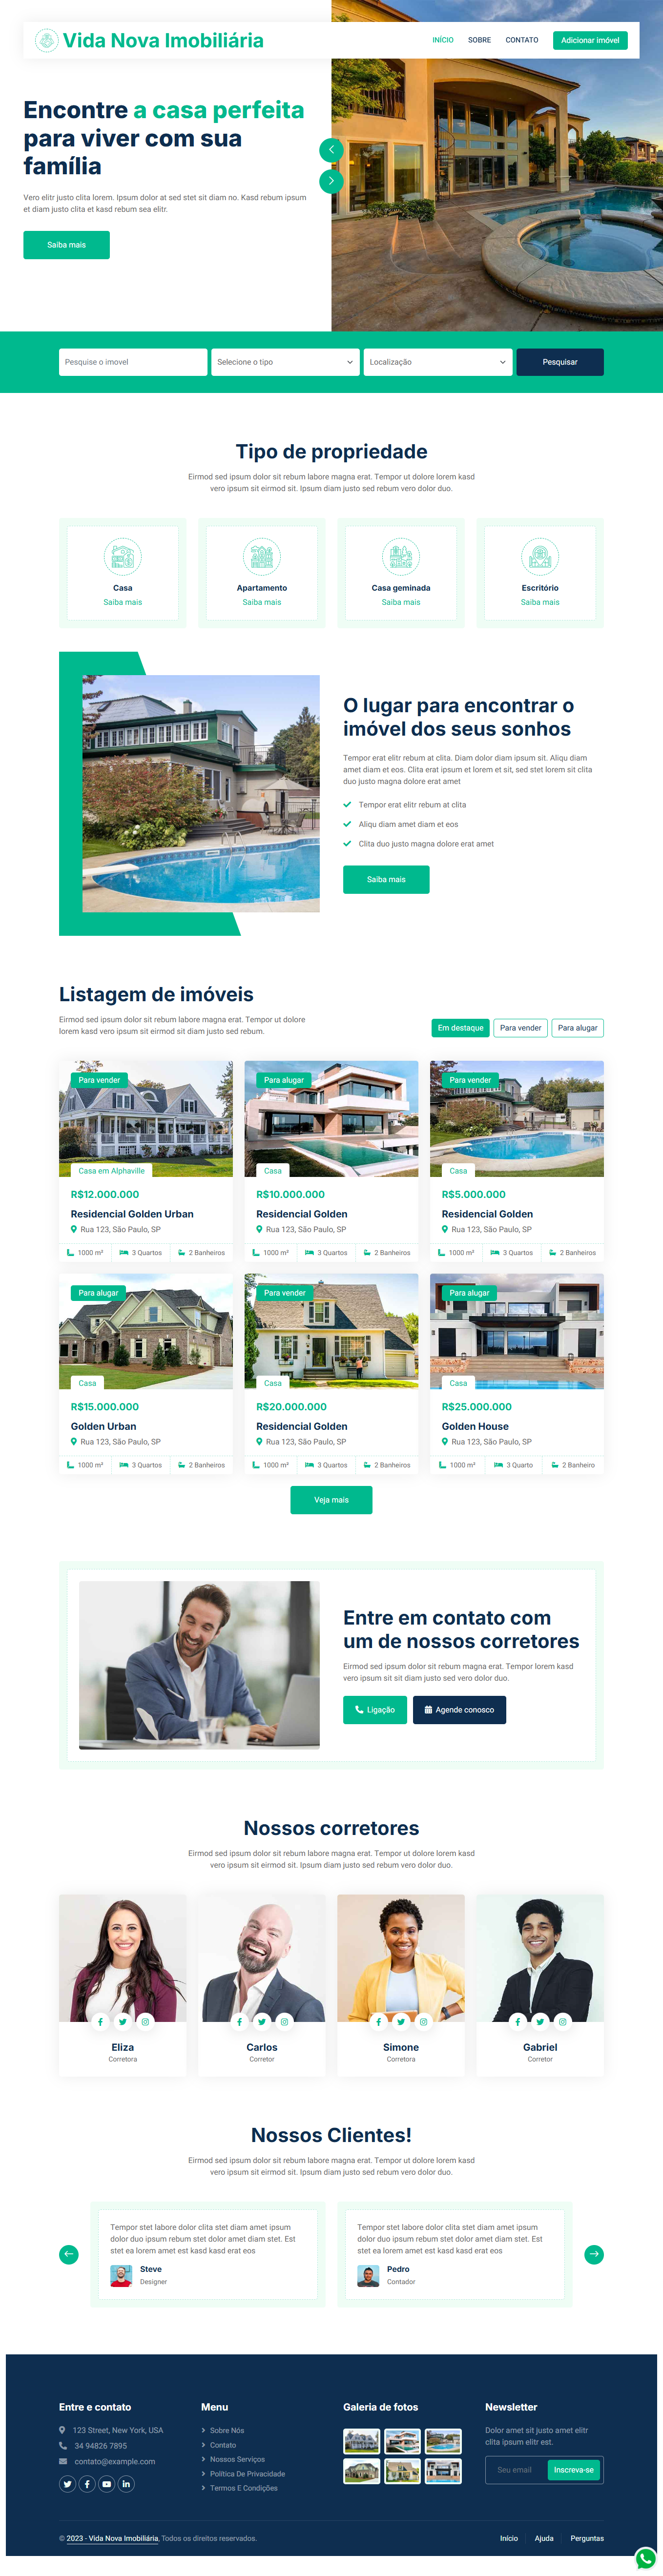 Vida Nova Imobiliária
INÍCIO SOBRE CONTATO Adicionar imóvel
Encontre a casa perfeita
para viver com sua
família
Vero elitr justo clita lorem. Ipsum dolor at sed stet sit diam no. Kasd rebum ipsum
et diam justo clita et kasd rebum sea elitr.
Saiba mais
Pesquise o imovel Selecione o tipo Localização Pesquisar
Tipo de propriedade
Eirmod sed ipsum dolor sit rebum labore magna erat. Tempor ut dolore lorem kasd
vero ipsum sit eirmod sit. Ipsum diam justo sed rebum vero dolor duo.
Casa
Saiba mais
Apartamento
Saiba mais
Casa geminada
Saiba mais
Escritório
Saiba mais
O lugar para encontrar o
imóvel dos seus sonhos
Tempor erat elitr rebum at clita. Diam dolor diam ipsum sit. Aliqu diam
amet diam et eos. Clita erat ipsum et lorem et sit, sed stet lorem sit clita
duo justo magna dolore erat amet
Tempor erat elitr rebum at clita
Aliqu diam amet diam et eos
Clita duo justo magna dolore erat amet
Saiba mais
Listagem de imóveis
Eirmod sed ipsum dolor sit rebum labore magna erat. Tempor ut dolore
lorem kasd vero ipsum sit eirmod sit diam justo sed rebum.
Em destaque Para vender Para alugar
Para vender
Casa em Alphaville
R$12.000.000
Residencial Golden Urban
Rua 123, São Paulo, SP
1000 m² 3 Quartos 2 Banheiros
Para alugar
Casa
R$10.000.000
Residencial Golden
Rua 123, São Paulo, SP
1000 m² 3 Quartos 2 Banheiros
Para vender
Casa
R$5.000.000
Residencial Golden
Rua 123, São Paulo, SP
1000 m² 3 Quartos 2 Banheiros
Para alugar
Casa
R$15.000.000
Golden Urban
Rua 123, São Paulo, SP
1000 m² 3 Quartos 2 Banheiros
Para vender
Casa
R$20.000.000
Residencial Golden
Rua 123, São Paulo, SP
1000 m² 3 Quartos 2 Banheiros
Para alugar
Casa
R$25.000.000
Golden House
Rua 123, São Paulo, SP
1000 m² 3 Quarto 2 Banheiro
Veja mais
Entre em contato com
um de nossos corretores
Eirmod sed ipsum dolor sit rebum magna erat. Tempor lorem kasd
vero ipsum sit sit diam justo sed vero dolor duo.
Ligação Agende conosco
Nossos corretores
Eirmod sed ipsum dolor sit rebum labore magna erat. Tempor ut dolore lorem kasd
vero ipsum sit eirmod sit. Ipsum diam justo sed rebum vero dolor duo.
Eliza
Corretora
Carlos
Corretor
Simone
Corretora
Gabriel
Corretor
Nossos Clientes!
Eirmod sed ipsum dolor sit rebum labore magna erat. Tempor ut dolore lorem kasd
vero ipsum sit eirmod sit. Ipsum diam justo sed rebum vero dolor duo.
Tempor stet labore dolor clita stet diam amet ipsum
dolor duo ipsum rebum stet dolor amet diam stet. Est
stet ea lorem amet est kasd kasd erat eos
Steve
Designer
Tempor stet labore dolor clita stet diam amet ipsum
dolor duo ipsum rebum stet dolor amet diam stet. Est
stet ea lorem amet est kasd kasd erat eos
Pedro
Contador
Entre e contato
123 Street, New York, USA
34 94826 7895
contato@example.com
Menu
Sobre Nós
Contato
Nossos Serviços
Política De Privacidade
Termos E Condições
Galeria de fotos
Newsletter
Dolor amet sit justo amet elitr
clita ipsum elitr est.
Seu email Inscreva-se
© 2023 - Vida Nova Imobiliária, Todos os direitos reservados.
Início Ajuda Perguntas